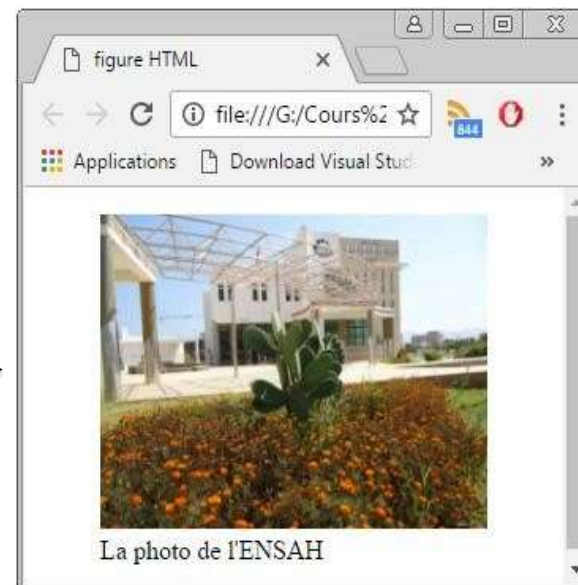 figure HTML
file:///G:/Cours%2
844
Applications Download Visual Stud
»
La photo de l'ENSAH